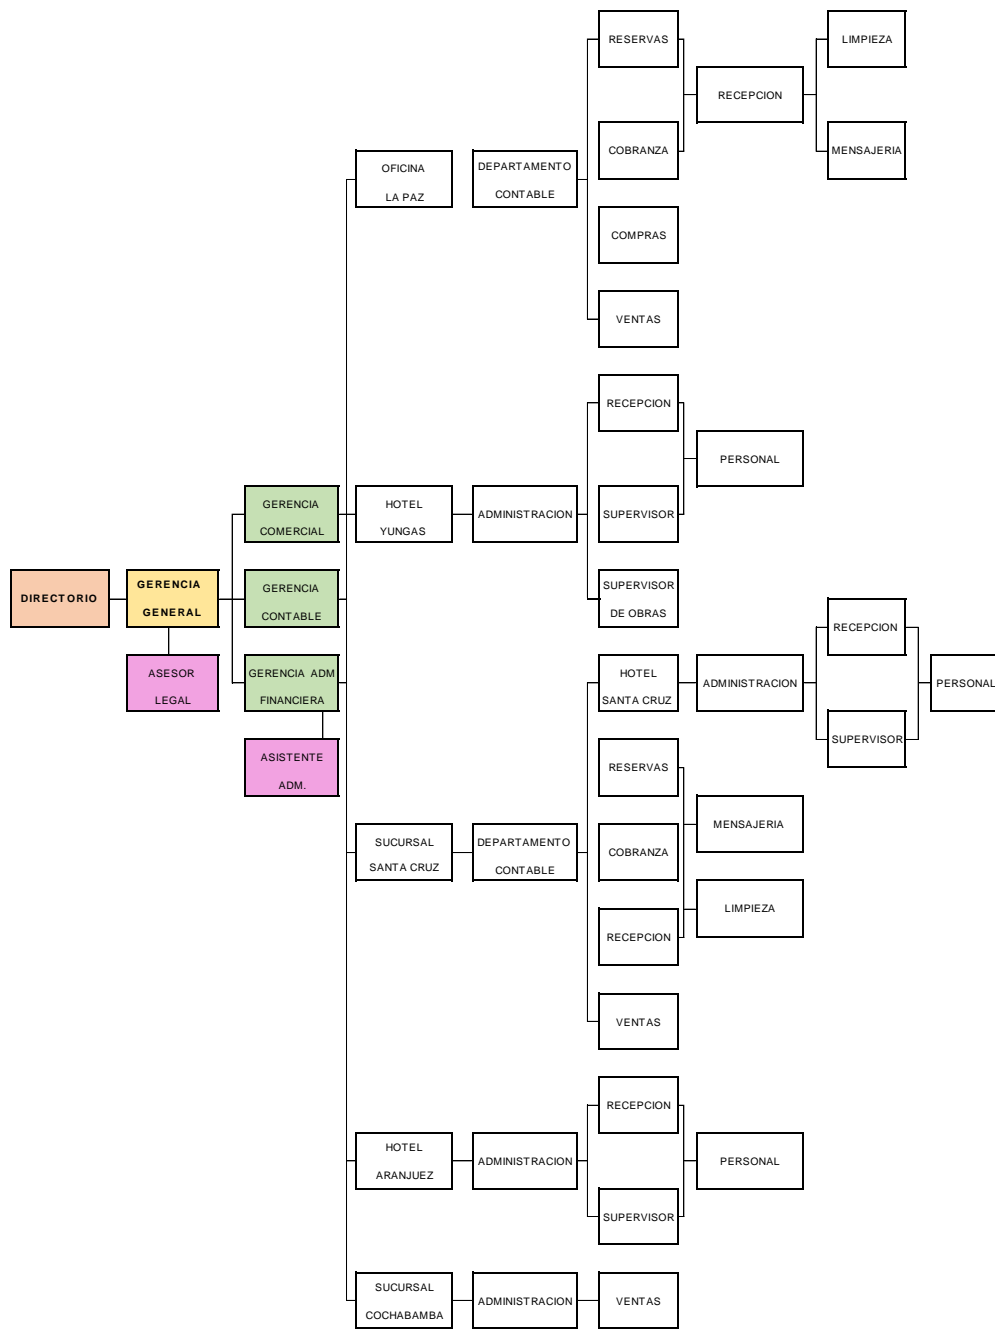 RESERVAS
LIMPIEZA
RECEPCION
COBRANZA
MENSAJERIA
OFICINA
LA PAZ
DEPARTAMENTO
CONTABLE
COMPRAS
VENTAS
RECEPCION
PERSONAL
GERENCIA
COMERCIAL
HOTEL
YUNGAS
ADMINISTRACION
SUPERVISOR
DIRECTORIO
GERENCIA
GENERAL
GERENCIA
CONTABLE
SUPERVISOR
DE OBRAS
RECEPCION
ASESOR
LEGAL
GERENCIA ADM
FINANCIERA
HOTEL
SANTA CRUZ
ADMINISTRACION
PERSONAL
SUPERVISOR
ASISTENTE
ADM.
RESERVAS
MENSAJERIA
SUCURSAL
SANTA CRUZ
DEPARTAMENTO
CONTABLE
COBRANZA
LIMPIEZA
RECEPCION
VENTAS
RECEPCION
HOTEL
ARANJUEZ
ADMINISTRACION
PERSONAL
SUPERVISOR
SUCURSAL
COCHABAMBA
ADMINISTRACION
VENTAS